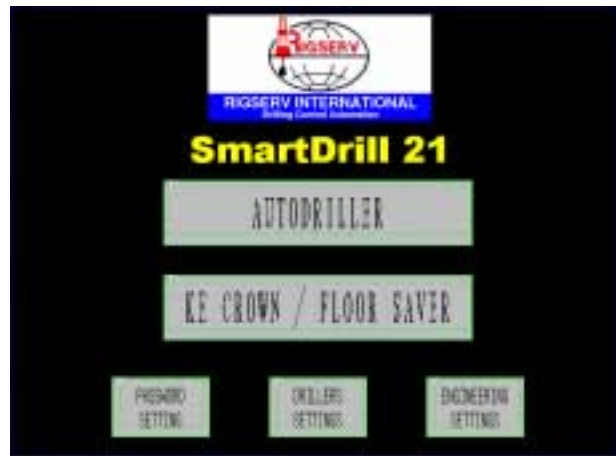 RIGSERV
RIGSERV INTERNATIONAL
Drilling Control Automation
SmartDrill 21
AUTODRILLER
KE CROWN / FLOOR SAVER
PASSWORD
SETTING
DRILLERS
SETTINGS
ENGINEERING
SETTINGS